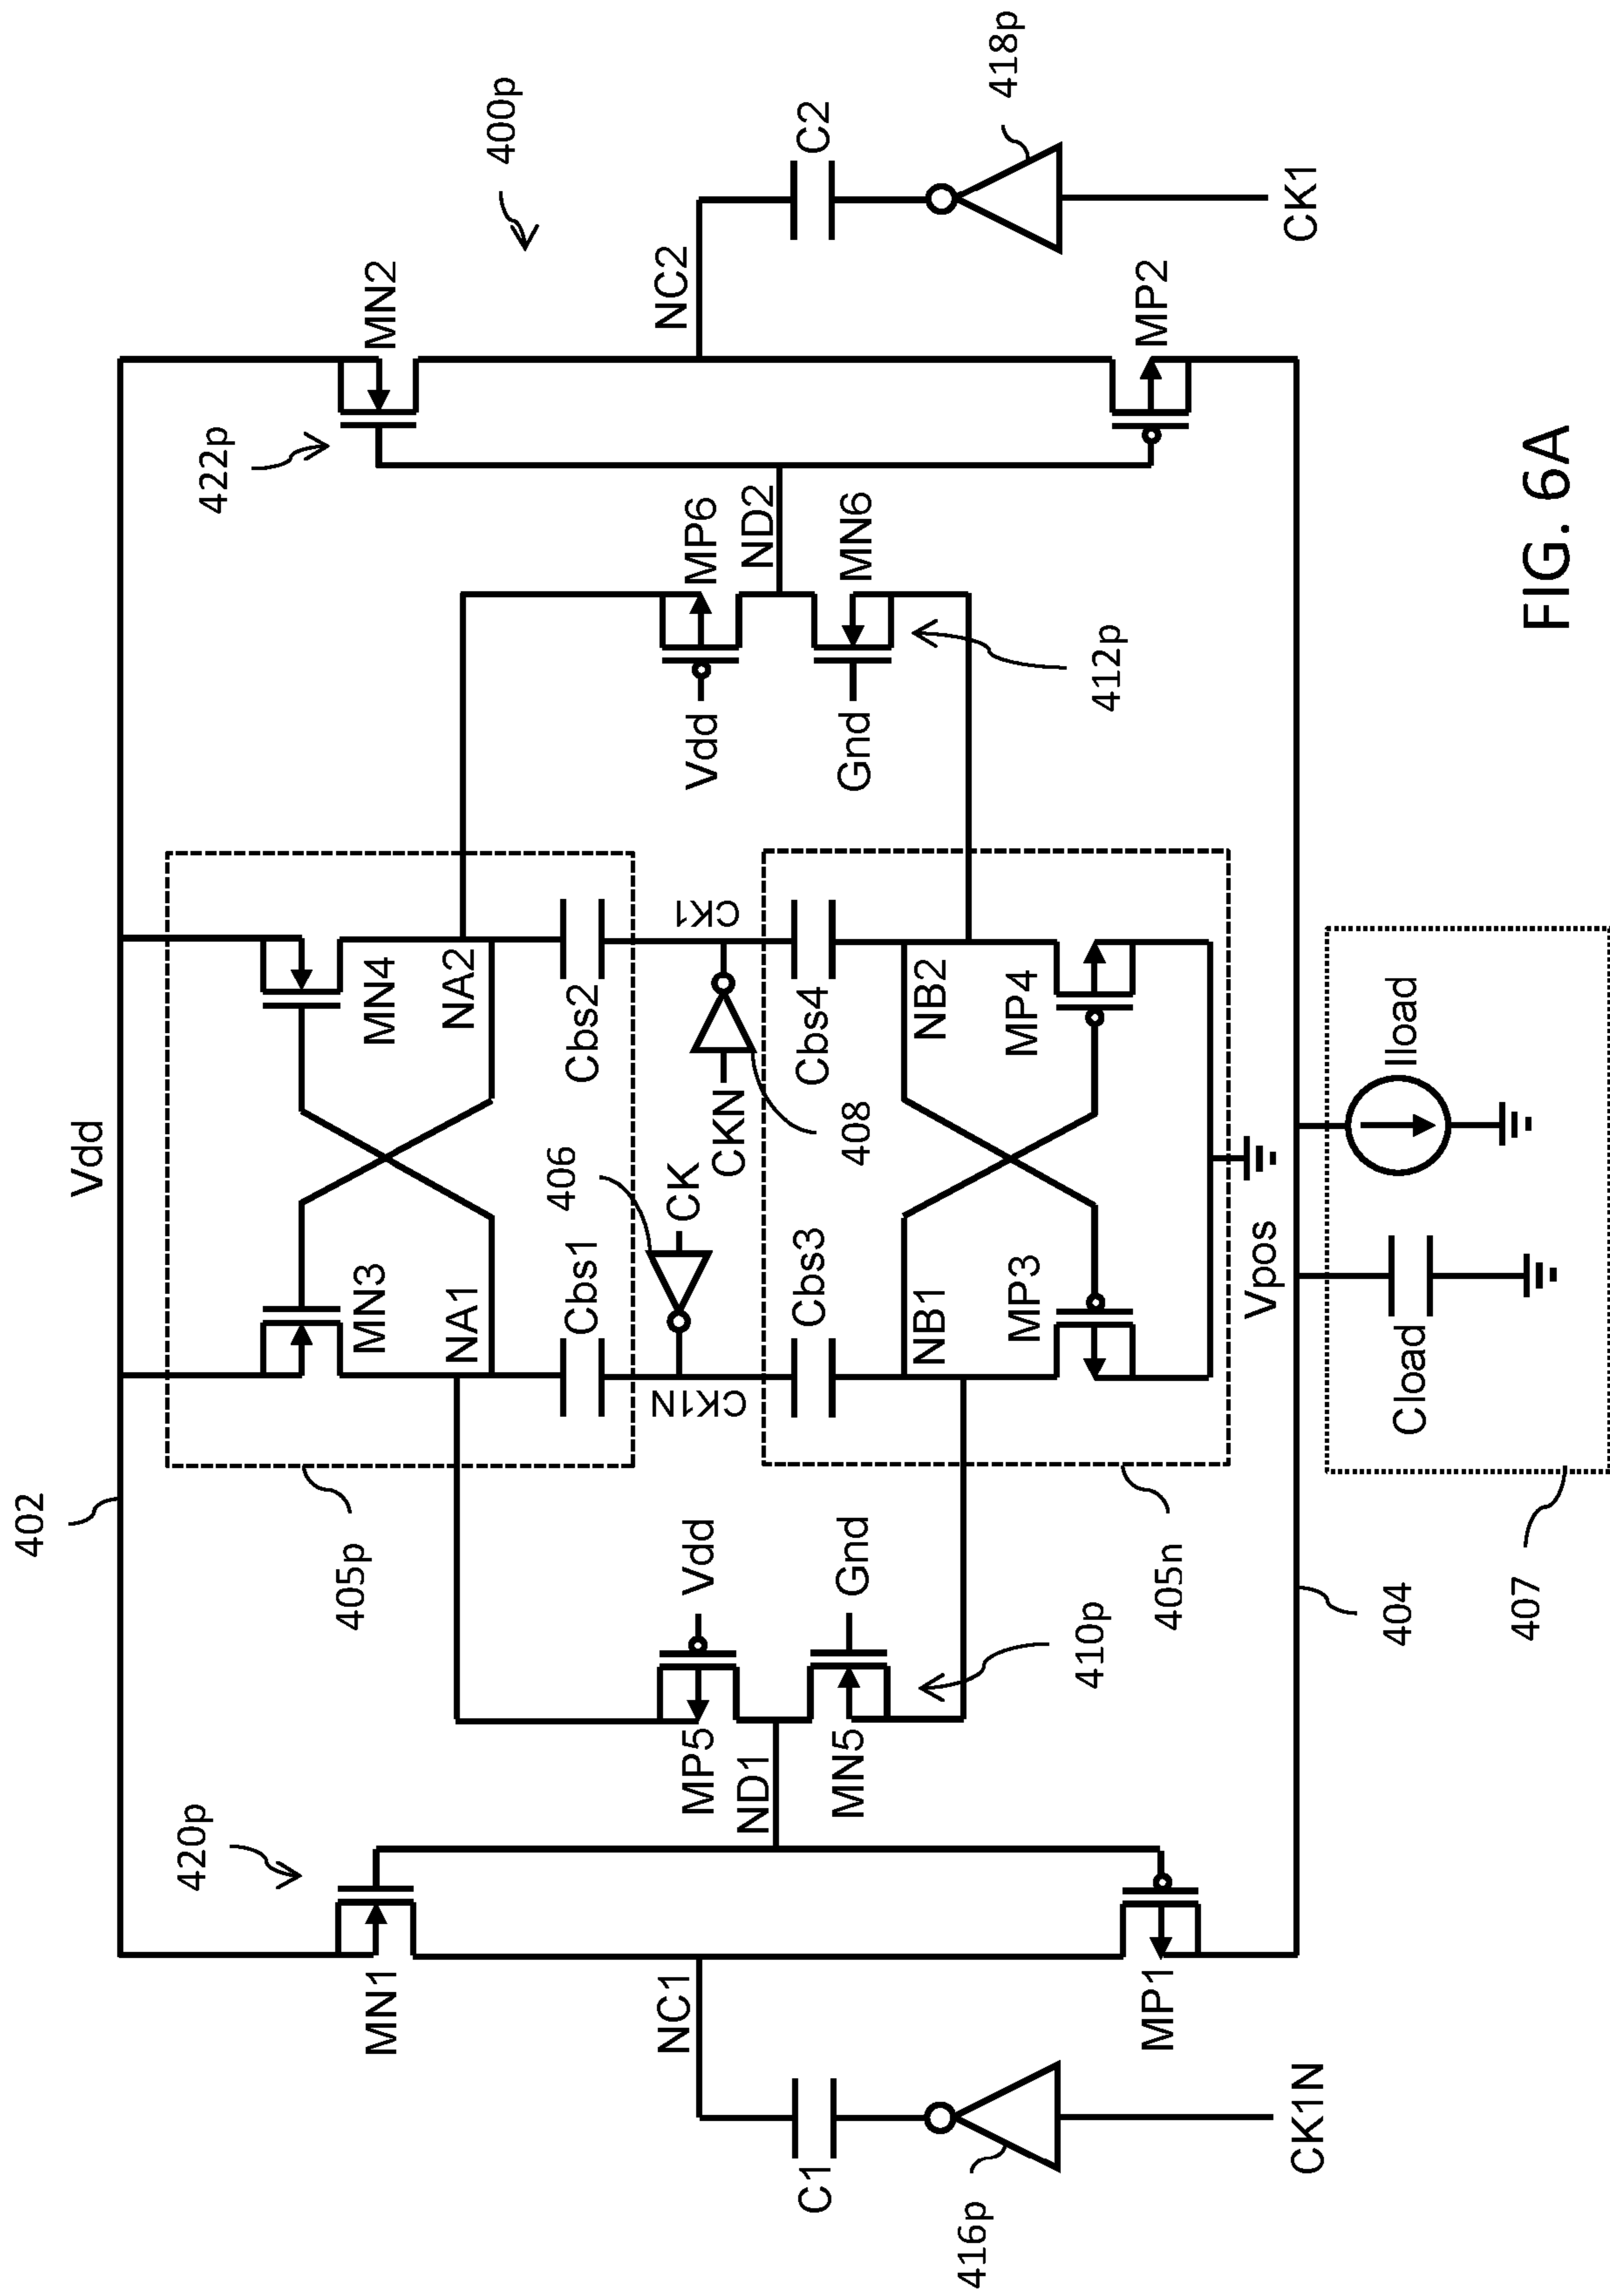 402
Vdd
400p
420p
422p
MN1
MN3
MN4
MN2
405p
NA1
NA2
Cbs1
Cbs2
406
CK
CKN
408
CK1N
CK1
MP5
Vdd
ND1
MN5
Gnd
410p
Vdd
MP6
ND2
Gnd
MN6
412p
NC1
C1
416p
CK1N
NC2
C2
418p
CK1
Cbs3
Cbs4
NB1
NB2
MP3
MP4
405n
MP1
MP2
404
Vpos
Cload
Iload
407
FIG. 6A